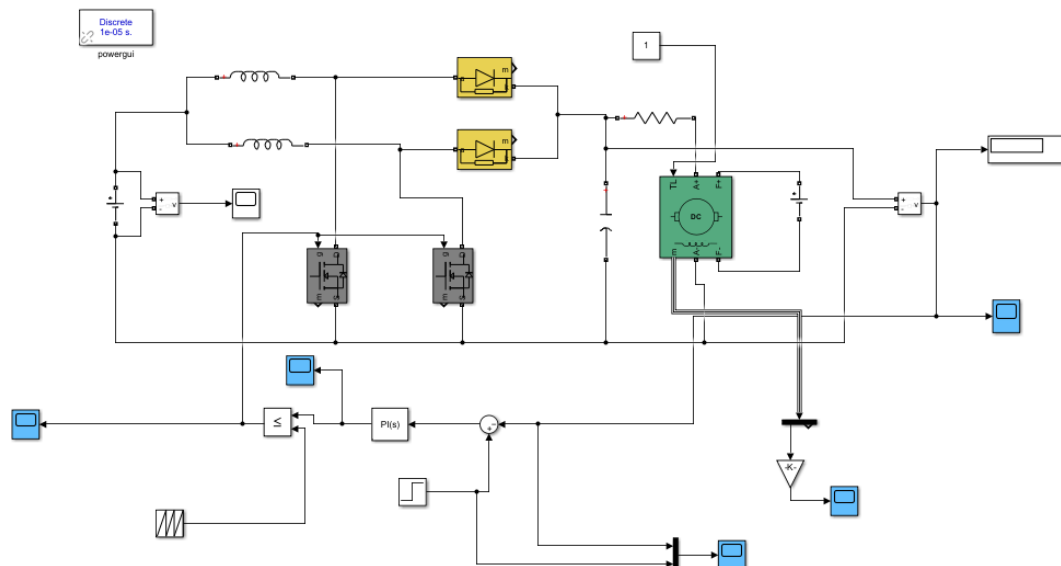 Discrete
1e-05 s.
powergui
1
m
m
TL
A+
F+
DC
m
A-
F-
+
-
v
+
-
v
g
D
m
S
g
D
m
S
≤
PI(s)
-
+
-K-